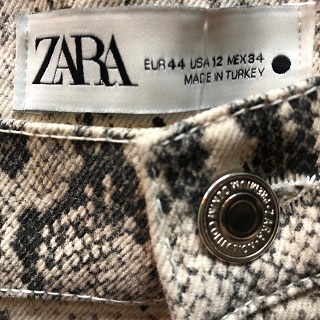 ZARA
EUR 44 USA 12 MEX 34
MADE IN TURKEY